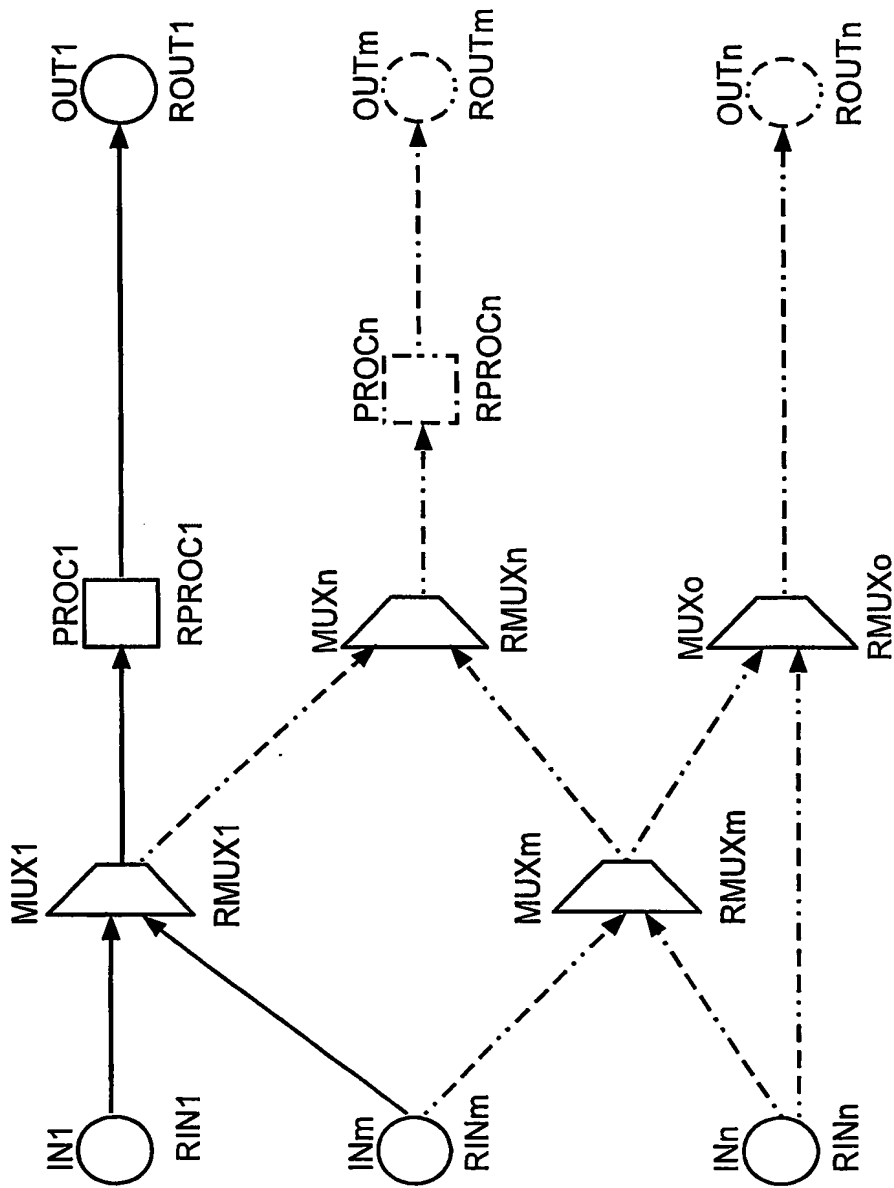 IN1
RIN1
MUX1
RMUX1
PROC1
RPROC1
OUT1
ROUT1
INm
RINm
MUXn
RMUXn
PROCn
RPROCn
OUTm
ROUTm
MUXm
RMUXm
INn
RINn
MUXo
RMUXo
OUTn
ROUTn